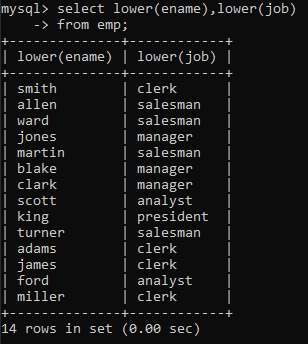 mysql> select lower(ename),lower(job)
    -> from emp;
+--------------+------------+
| lower(ename) | lower(job) |
+--------------+------------+
| smith        | clerk      |
| allen        | salesman   |
| ward         | salesman   |
| jones        | manager    |
| martin       | salesman   |
| blake        | manager    |
| clark        | manager    |
| scott        | analyst    |
| king         | president  |
| turner       | salesman   |
| adams        | clerk      |
| james        | clerk      |
| ford         | analyst    |
| miller       | clerk      |
+--------------+------------+
14 rows in set (0.00 sec)